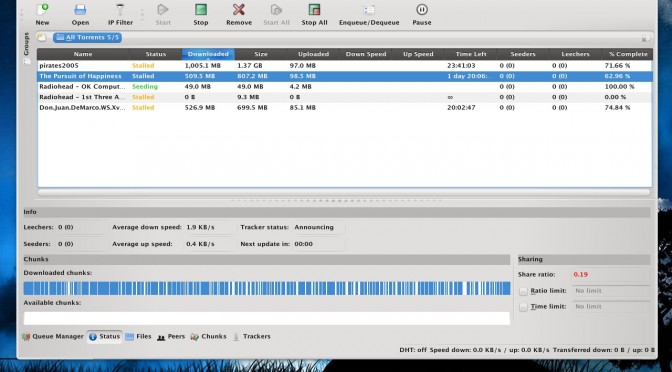 New Open IP Filter Start Stop Remove Start All Stop All Enqueue/Dequeue Pause
Groups
All Torrents 5/5
Name Status Downloaded Size Uploaded Down Speed Up Speed Time Left Seeders Leechers % Complete
pirates2005 Stalled 1,005.1 MB 1.37 GB 97.0 MB 23:41:03 0 (0) 0 (0) 71.66 %
The Pursuit of Happiness Stalled 509.5 MB 807.2 MB 98.5 MB 1 day 20:06: 0 (0) 0 (0) 62.96 %
Radiohead - OK Comput... Seeding 49.0 MB 49.0 MB 4.2 MB 0 (0) 0 (0) 100.00 %
Radiohead - 1st Three A... Stalled 0 B 9.3 MB 0 B ∞ 0 (0) 0 (0) 0.00 %
Don.Juan.DeMarco.WS.Xv... Stalled 526.9 MB 699.5 MB 85.1 MB 20:02:47 0 (0) 0 (0) 74.84 %
Info
Leechers: 0 (0) Average down speed: 1.9 KB/s Tracker status: Announcing
Seeders: 0 (0) Average up speed: 0.4 KB/s Next update in: 00:00
Chunks Sharing
Downloaded chunks: Share ratio: 0.19
Ratio limit: No limit
Available chunks: Time limit: No limit
Queue Manager Status Files Peers Chunks Trackers
DHT: off Speed down: 0.0 KB/s / up: 0.0 KB/s Transferred down: 0 B / up: 0 B